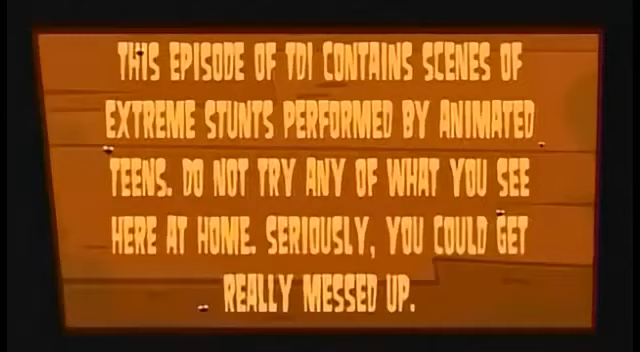 THIS EPISODE OF TDI CONTAINS SCENES OF
EXTREME STUNTS PERFORMED BY ANIMATED
TEENS. DO NOT TRY ANY OF WHAT YOU SEE
HERE AT HOME. SERIOUSLY, YOU COULD GET
REALLY MESSED UP.